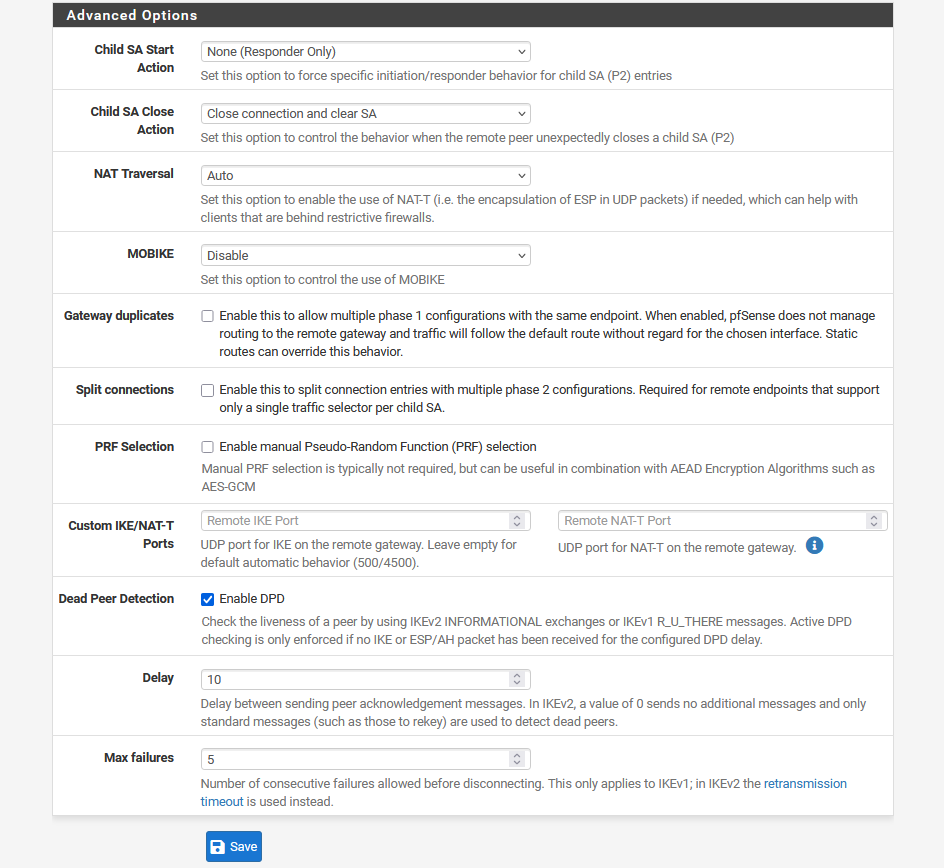 Advanced Options
Child SA Start
Action
None (Responder Only)
Set this option to force specific initiation/responder behavior for child SA (P2) entries
Child SA Close
Action
Close connection and clear SA
Set this option to control the behavior when the remote peer unexpectedly closes a child SA (P2)
NAT Traversal
Auto
Set this option to enable the use of NAT-T (i.e. the encapsulation of ESP in UDP packets) if needed, which can help with
clients that are behind restrictive firewalls.
MOBIKE
Disable
Set this option to control the use of MOBIKE
Gateway duplicates
Enable this to allow multiple phase 1 configurations with the same endpoint. When enabled, pfSense does not manage
routing to the remote gateway and traffic will follow the default route without regard for the chosen interface. Static
routes can override this behavior.
Split connections
Enable this to split connection entries with multiple phase 2 configurations. Required for remote endpoints that support
only a single traffic selector per child SA.
PRF Selection
Enable manual Pseudo-Random Function (PRF) selection
Manual PRF selection is typically not required, but can be useful in combination with AEAD Encryption Algorithms such as
AES-GCM
Custom IKE/NAT-T
Ports
Remote IKE Port
UDP port for IKE on the remote gateway. Leave empty for
default automatic behavior (500/4500).
Remote NAT-T Port
UDP port for NAT-T on the remote gateway.
Dead Peer Detection
Enable DPD
Check the liveness of a peer by using IKEv2 INFORMATIONAL exchanges or IKEv1 R_U_THERE messages. Active DPD
checking is only enforced if no IKE or ESP/AH packet has been received for the configured DPD delay.
Delay
10
Delay between sending peer acknowledgement messages. In IKEv2, a value of 0 sends no additional messages and only
standard messages (such as those to rekey) are used to detect dead peers.
Max failures
5
Number of consecutive failures allowed before disconnecting. This only applies to IKEv1; in IKEv2 the retransmission
timeout is used instead.
Save